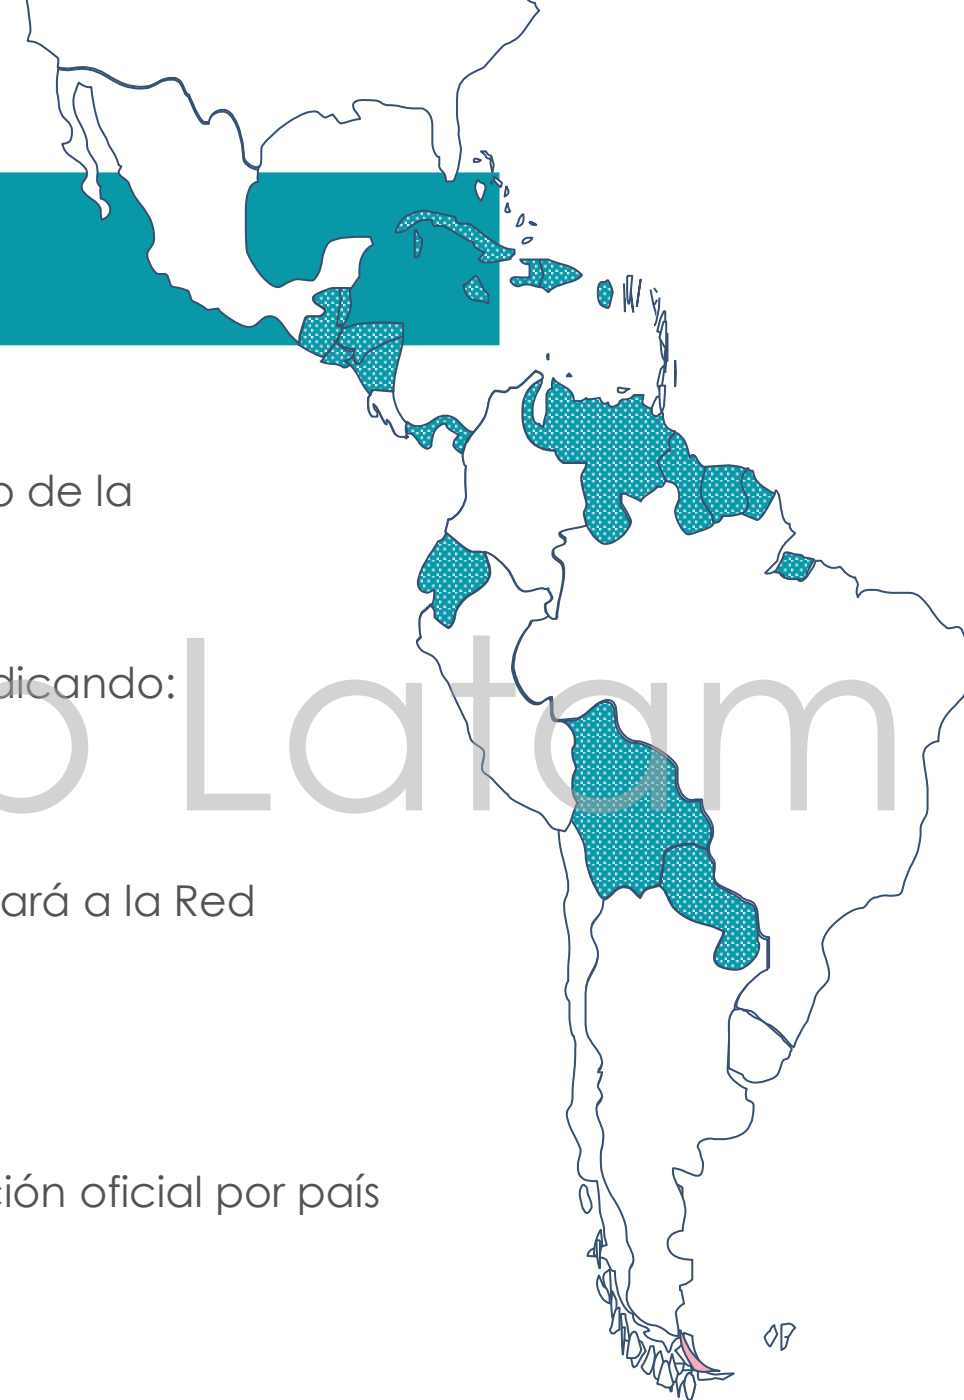 o de la
dicando:
o Latam
ará a la Red
ción oficial por país